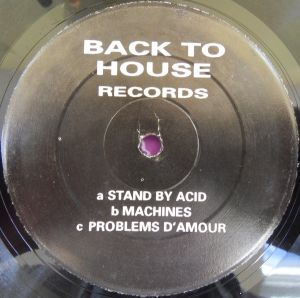 BACK TO
HOUSE
RECORDS
a STAND BY ACID
b MACHINES
c PROBLEMS D'AMOUR